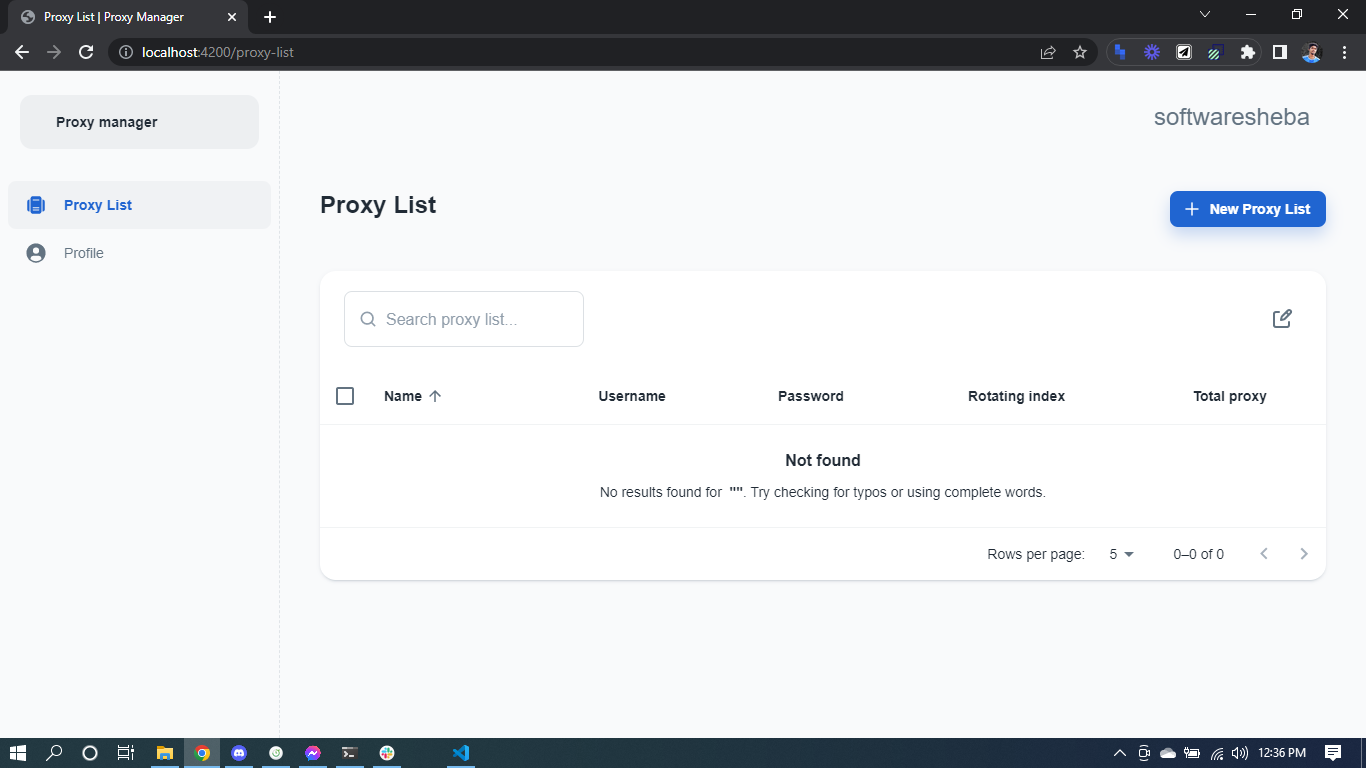 Proxy List | Proxy Manager
localhost:4200/proxy-list
Proxy manager
softwaresheba
Proxy List
Profile
Proxy List
New Proxy List
Search proxy list...
Name Username Password Rotating index Total proxy
Not found
No results found for "". Try checking for typos or using complete words.
Rows per page: 5 0–0 of 0
12:36 PM